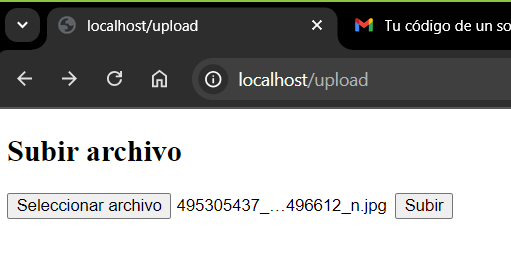 localhost/upload
Tu código de un so
localhost/upload
Subir archivo
Seleccionar archivo 495305437_...496612_n.jpg Subir